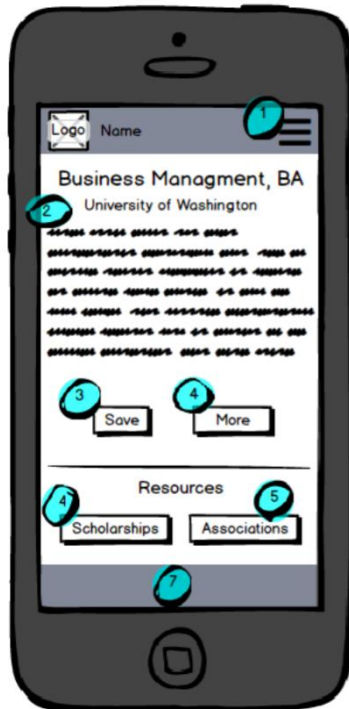 1
Logo Name
Business Managment, BA
2
University of Washington
3
4
Save
More
Resources
4
5
Scholarships
Associations
7